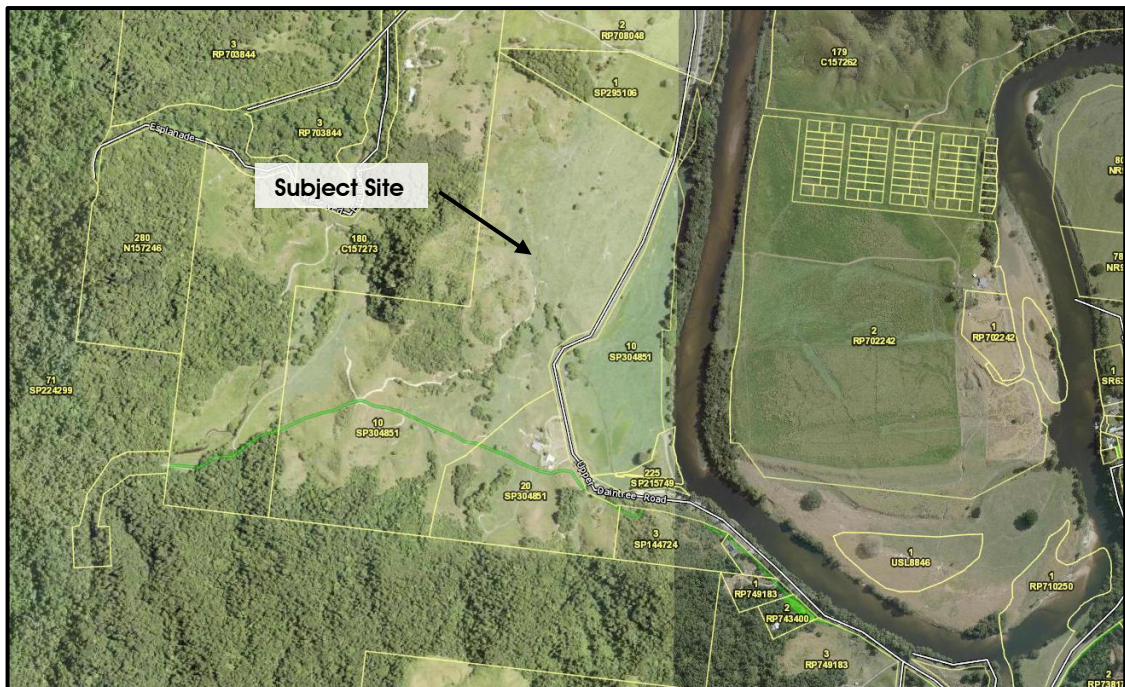 2
RP708048
3
RP703844
1
SP295106
179
C157262
Esplanade
3
RP703844
Subject Site
280
N157246
180
C157273
10
SP304851
2
RP702242
1
RP702242
71
SP224299
10
SP304851
20
SP304851
Upper Daintree Road
225
SP215749
3
SP144724
1
USL8846
1
RP749183
1
RP710250
2
RP743400
3
RP749183
2